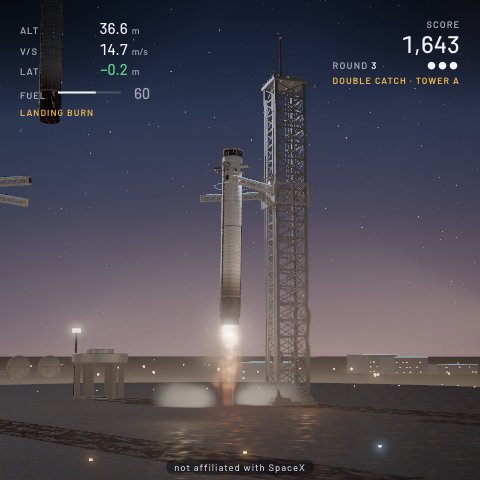 ALT 36.6 m
V/S 14.7 m/s
LAT −0.2 m
FUEL 60
LANDING BURN
SCORE
1,643
ROUND 3
DOUBLE CATCH · TOWER A
not affiliated with SpaceX